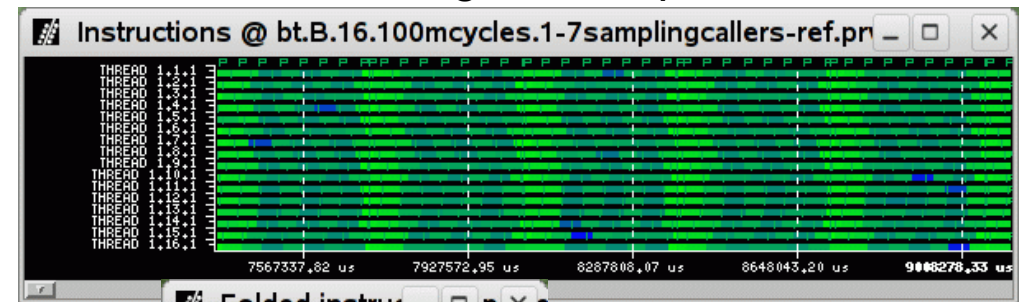 Instructions @ bt.B.16.100mcycles.1-7samplingcallers-ref.prv
THREAD 1.1.1
THREAD 1.2.1
THREAD 1.3.1
THREAD 1.4.1
THREAD 1.5.1
THREAD 1.6.1
THREAD 1.7.1
THREAD 1.8.1
THREAD 1.9.1
THREAD 1.10.1
THREAD 1.11.1
THREAD 1.12.1
THREAD 1.13.1
THREAD 1.14.1
THREAD 1.15.1
THREAD 1.16.1
7567337,82 us 7927572,95 us 8287808,07 us 8648043,20 us 9008278,33 us
Folded